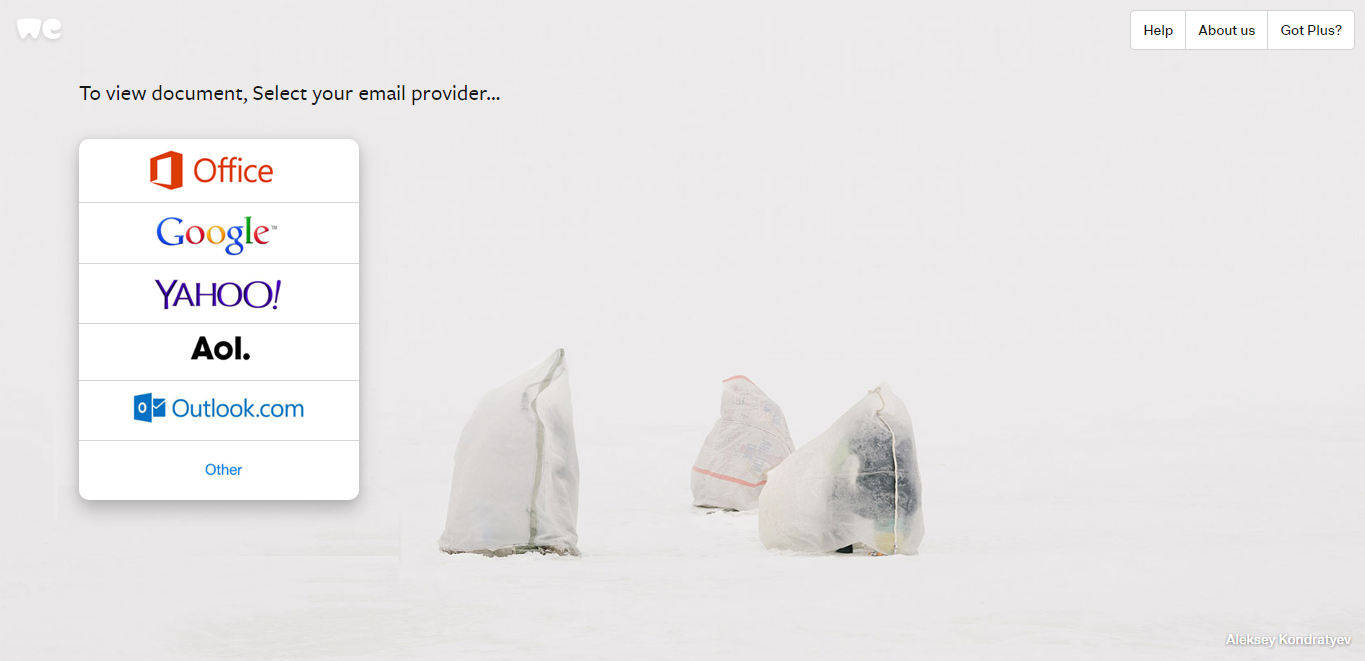 we
Help
About us
Got Plus?
To view document, Select your email provider...
Office
Google™
YAHOO!
Aol.
Outlook.com
Other
Aleksey Kondratyev